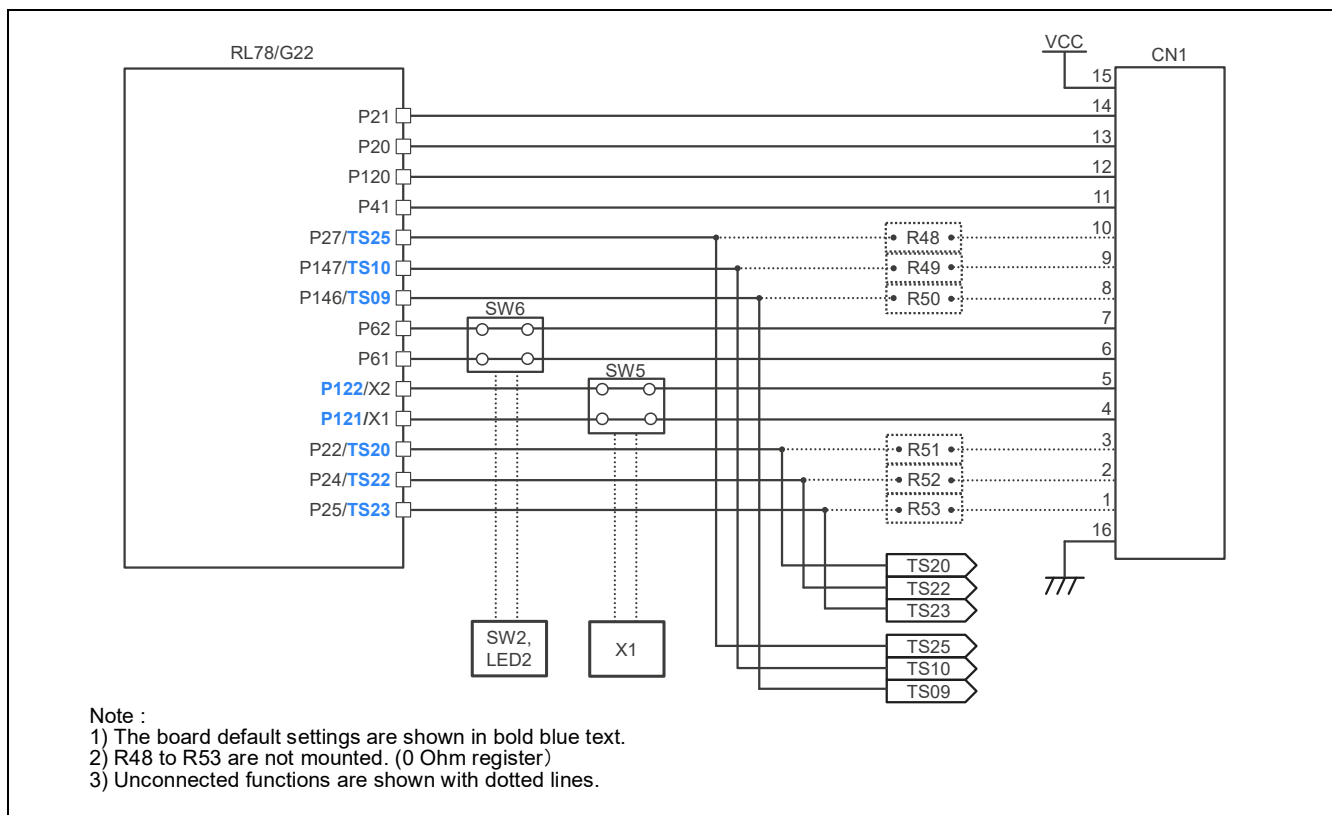 RL78/G22
VCC
CN1
15
P21
14
P20
13
P120
12
P41
11
P27/TS25
R48
10
P147/TS10
R49
9
P146/TS09
R50
8
SW6
P62
7
P61
6
SW5
P122/X2
5
P121/X1
4
P22/TS20
R51
3
P24/TS22
R52
2
P25/TS23
R53
1
16
TS20
TS22
TS23
SW2,
LED2
X1
TS25
TS10
TS09
Note :
1) The board default settings are shown in bold blue text.
2) R48 to R53 are not mounted. (0 Ohm register）
3) Unconnected functions are shown with dotted lines.